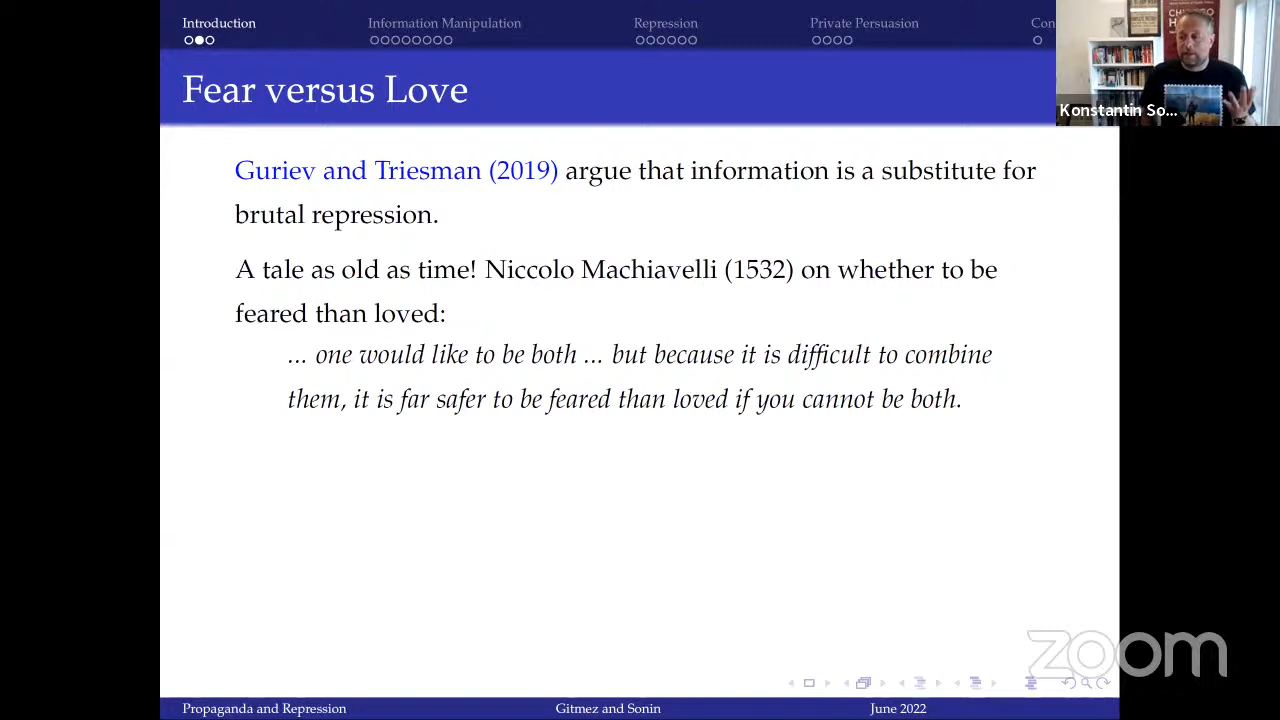 Introduction Information Manipulation Repression Private Persuasion Con
Fear versus Love
Konstantin So...
Guriev and Triesman (2019) argue that information is a substitute for
brutal repression.
A tale as old as time! Niccolo Machiavelli (1532) on whether to be
feared than loved:
... one would like to be both ... but because it is difficult to combine
them, it is far safer to be feared than loved if you cannot be both.
zoom
Propaganda and Repression Gitmez and Sonin June 2022